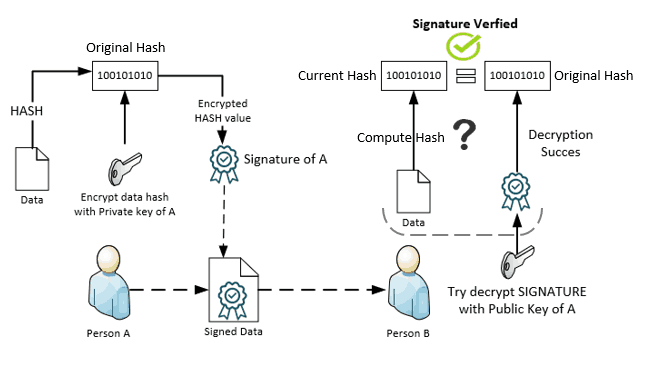 Signature Verfied
Original Hash
100101010
Current Hash
100101010
100101010
Original Hash
HASH
Encrypted
HASH value
Compute Hash
Decryption
Succes
Signature of A
Data
Encrypt data hash
with Private key of A
Data
Try decrypt SIGNATURE
with Public Key of A
Person A
Signed Data
Person B